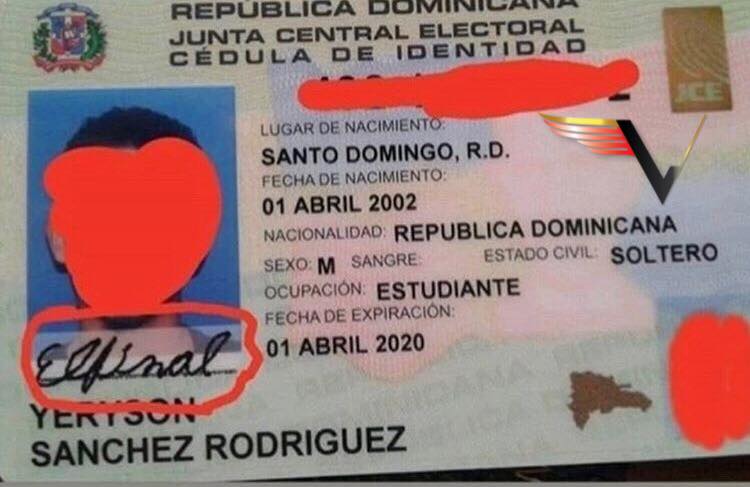 REPÚBLICA DOMINICANA
JUNTA CENTRAL ELECTORAL
CÉDULA DE IDENTIDAD
JCE
LUGAR DE NACIMIENTO:
SANTO DOMINGO, R.D.
FECHA DE NACIMIENTO:
01 ABRIL 2002
NACIONALIDAD: REPUBLICA DOMINICANA
SEXO: M SANGRE: ESTADO CIVIL: SOLTERO
OCUPACIÓN: ESTUDIANTE
FECHA DE EXPIRACIÓN:
01 ABRIL 2020
Elfinal
YERYSON
SANCHEZ RODRIGUEZ